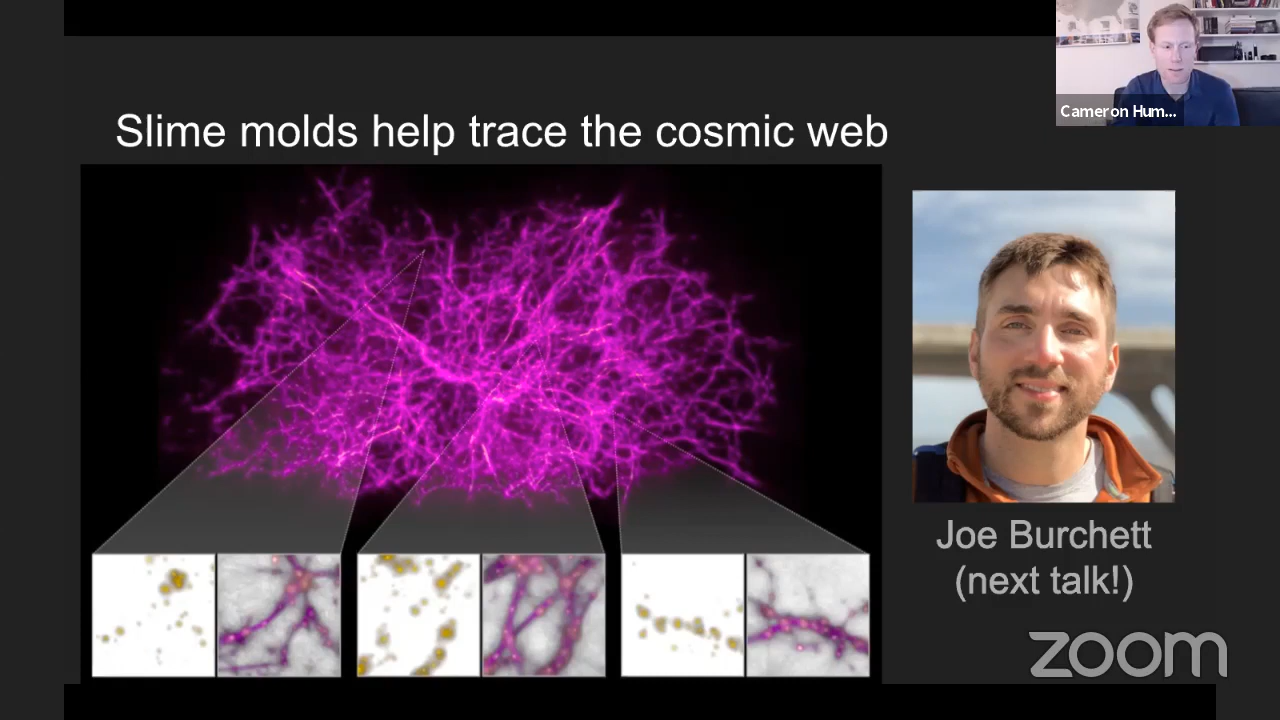 Cameron Hum...
Slime molds help trace the cosmic web
Joe Burchett
(next talk!)
zoom